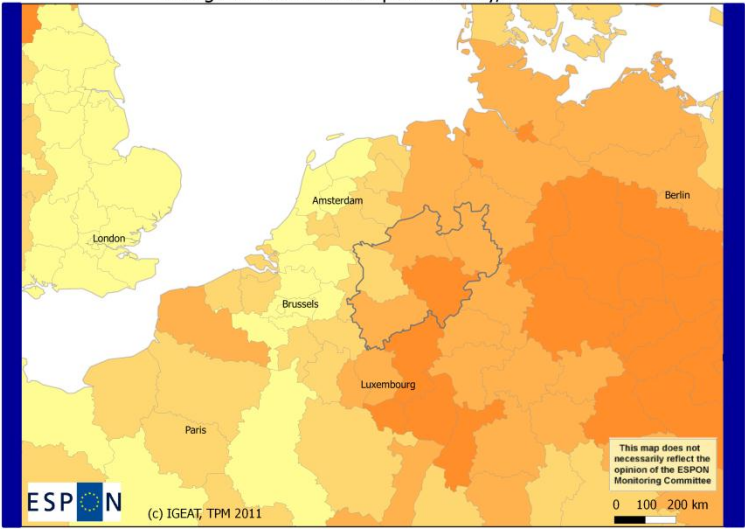 Amsterdam
Berlin
London
Brussels
Luxembourg
Paris
This map does not
necessarily reflect the
opinion of the ESPON
Monitoring Committee
ESPON
(c) IGEAT, TPM 2011
0 100 200 km